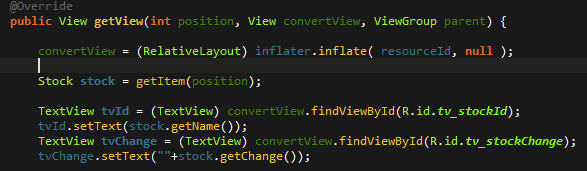 @Override
public View getView(int position, View convertView, ViewGroup parent) {
convertView = (RelativeLayout) inflater.inflate( resourceId, null );
Stock stock = getItem(position);
TextView tvId = (TextView) convertView.findViewById(R.id.tv_stockId);
tvId.setText(stock.getName());
TextView tvChange = (TextView) convertView.findViewById(R.id.tv_stockChange);
tvChange.setText(""+stock.getChange());